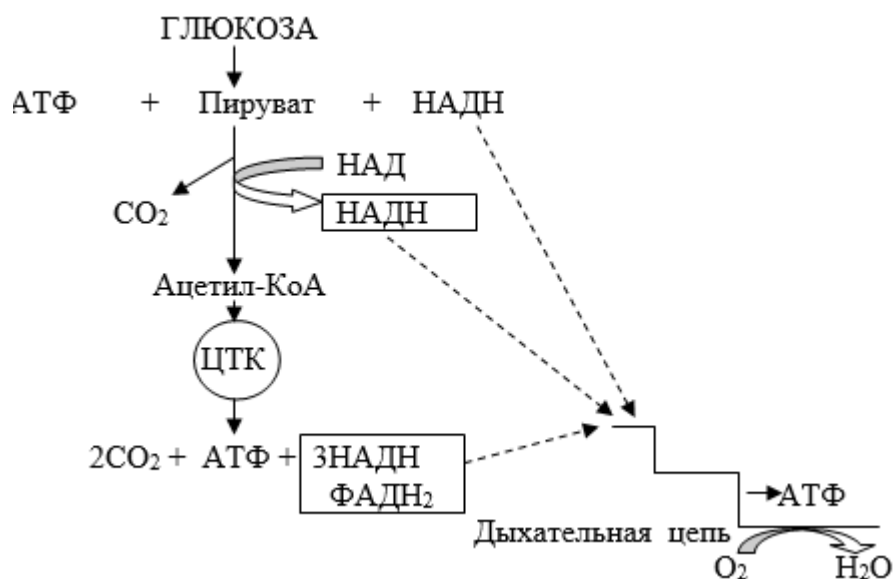 ГЛЮКОЗА
АТФ + Пируват + НАДН
НАД
CO₂
НАДН
Ацетил-КоА
ЦТК
2CO₂ + АТФ + 3НАДН
ФАДН₂
АТФ
Дыхательная цепь
O₂ H₂O